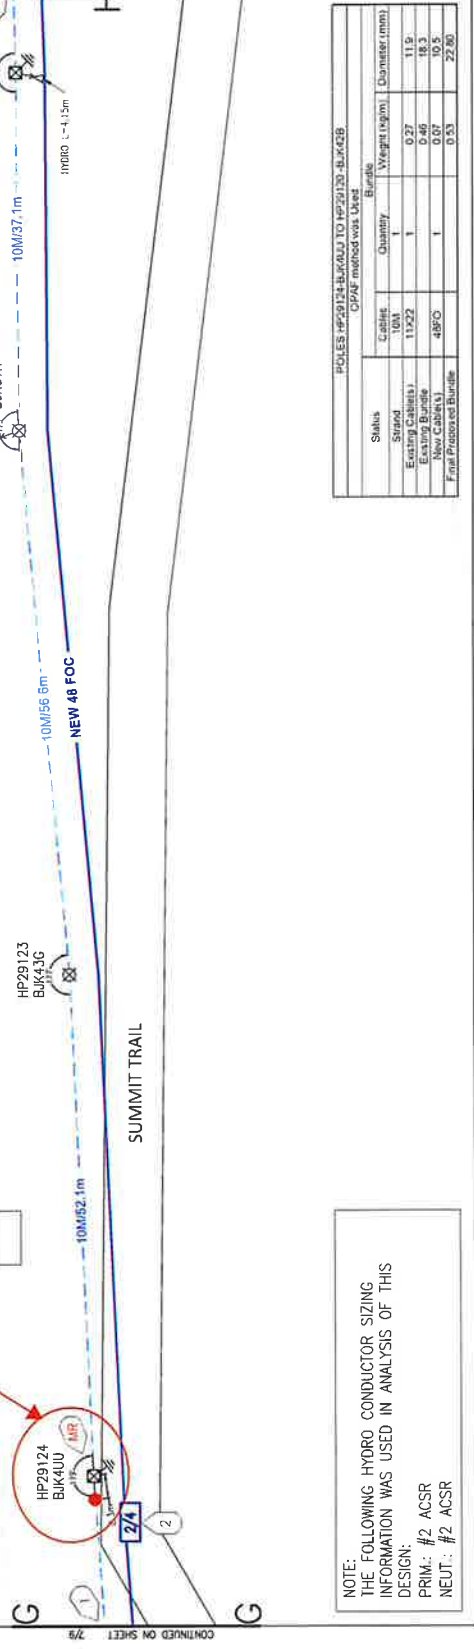 G
CONTINUED ON SHEET 2/9
G
1
HP29124
BJK4UU
MR
2/4
2
10M/52.1m
HP29123
BJK43G
SUMMIT TRAIL
10M/56.6m
NEW 48 FOC
10M/37.1m
HYDRO L=4.15m
H
NOTE:
THE FOLLOWING HYDRO CONDUCTOR SIZING
INFORMATION WAS USED IN ANALYSIS OF THIS
DESIGN:
PRIM.: #2 ACSR
NEUT.: #2 ACSR
POLES HP29124-BJK4UU TO HP29120-BJK42B
OPAF method was Used
Bundle
Status Cables Quantity Weight (kg/m) Diameter (mm)
Strand 10M 1
Existing Cable(s) 11X22 1 0.27 11.9
Existing Bundle 0.46 18.3
New Cable(s) 48FO 1 0.07 10.5
Final Proposed Bundle 0.53 22.80